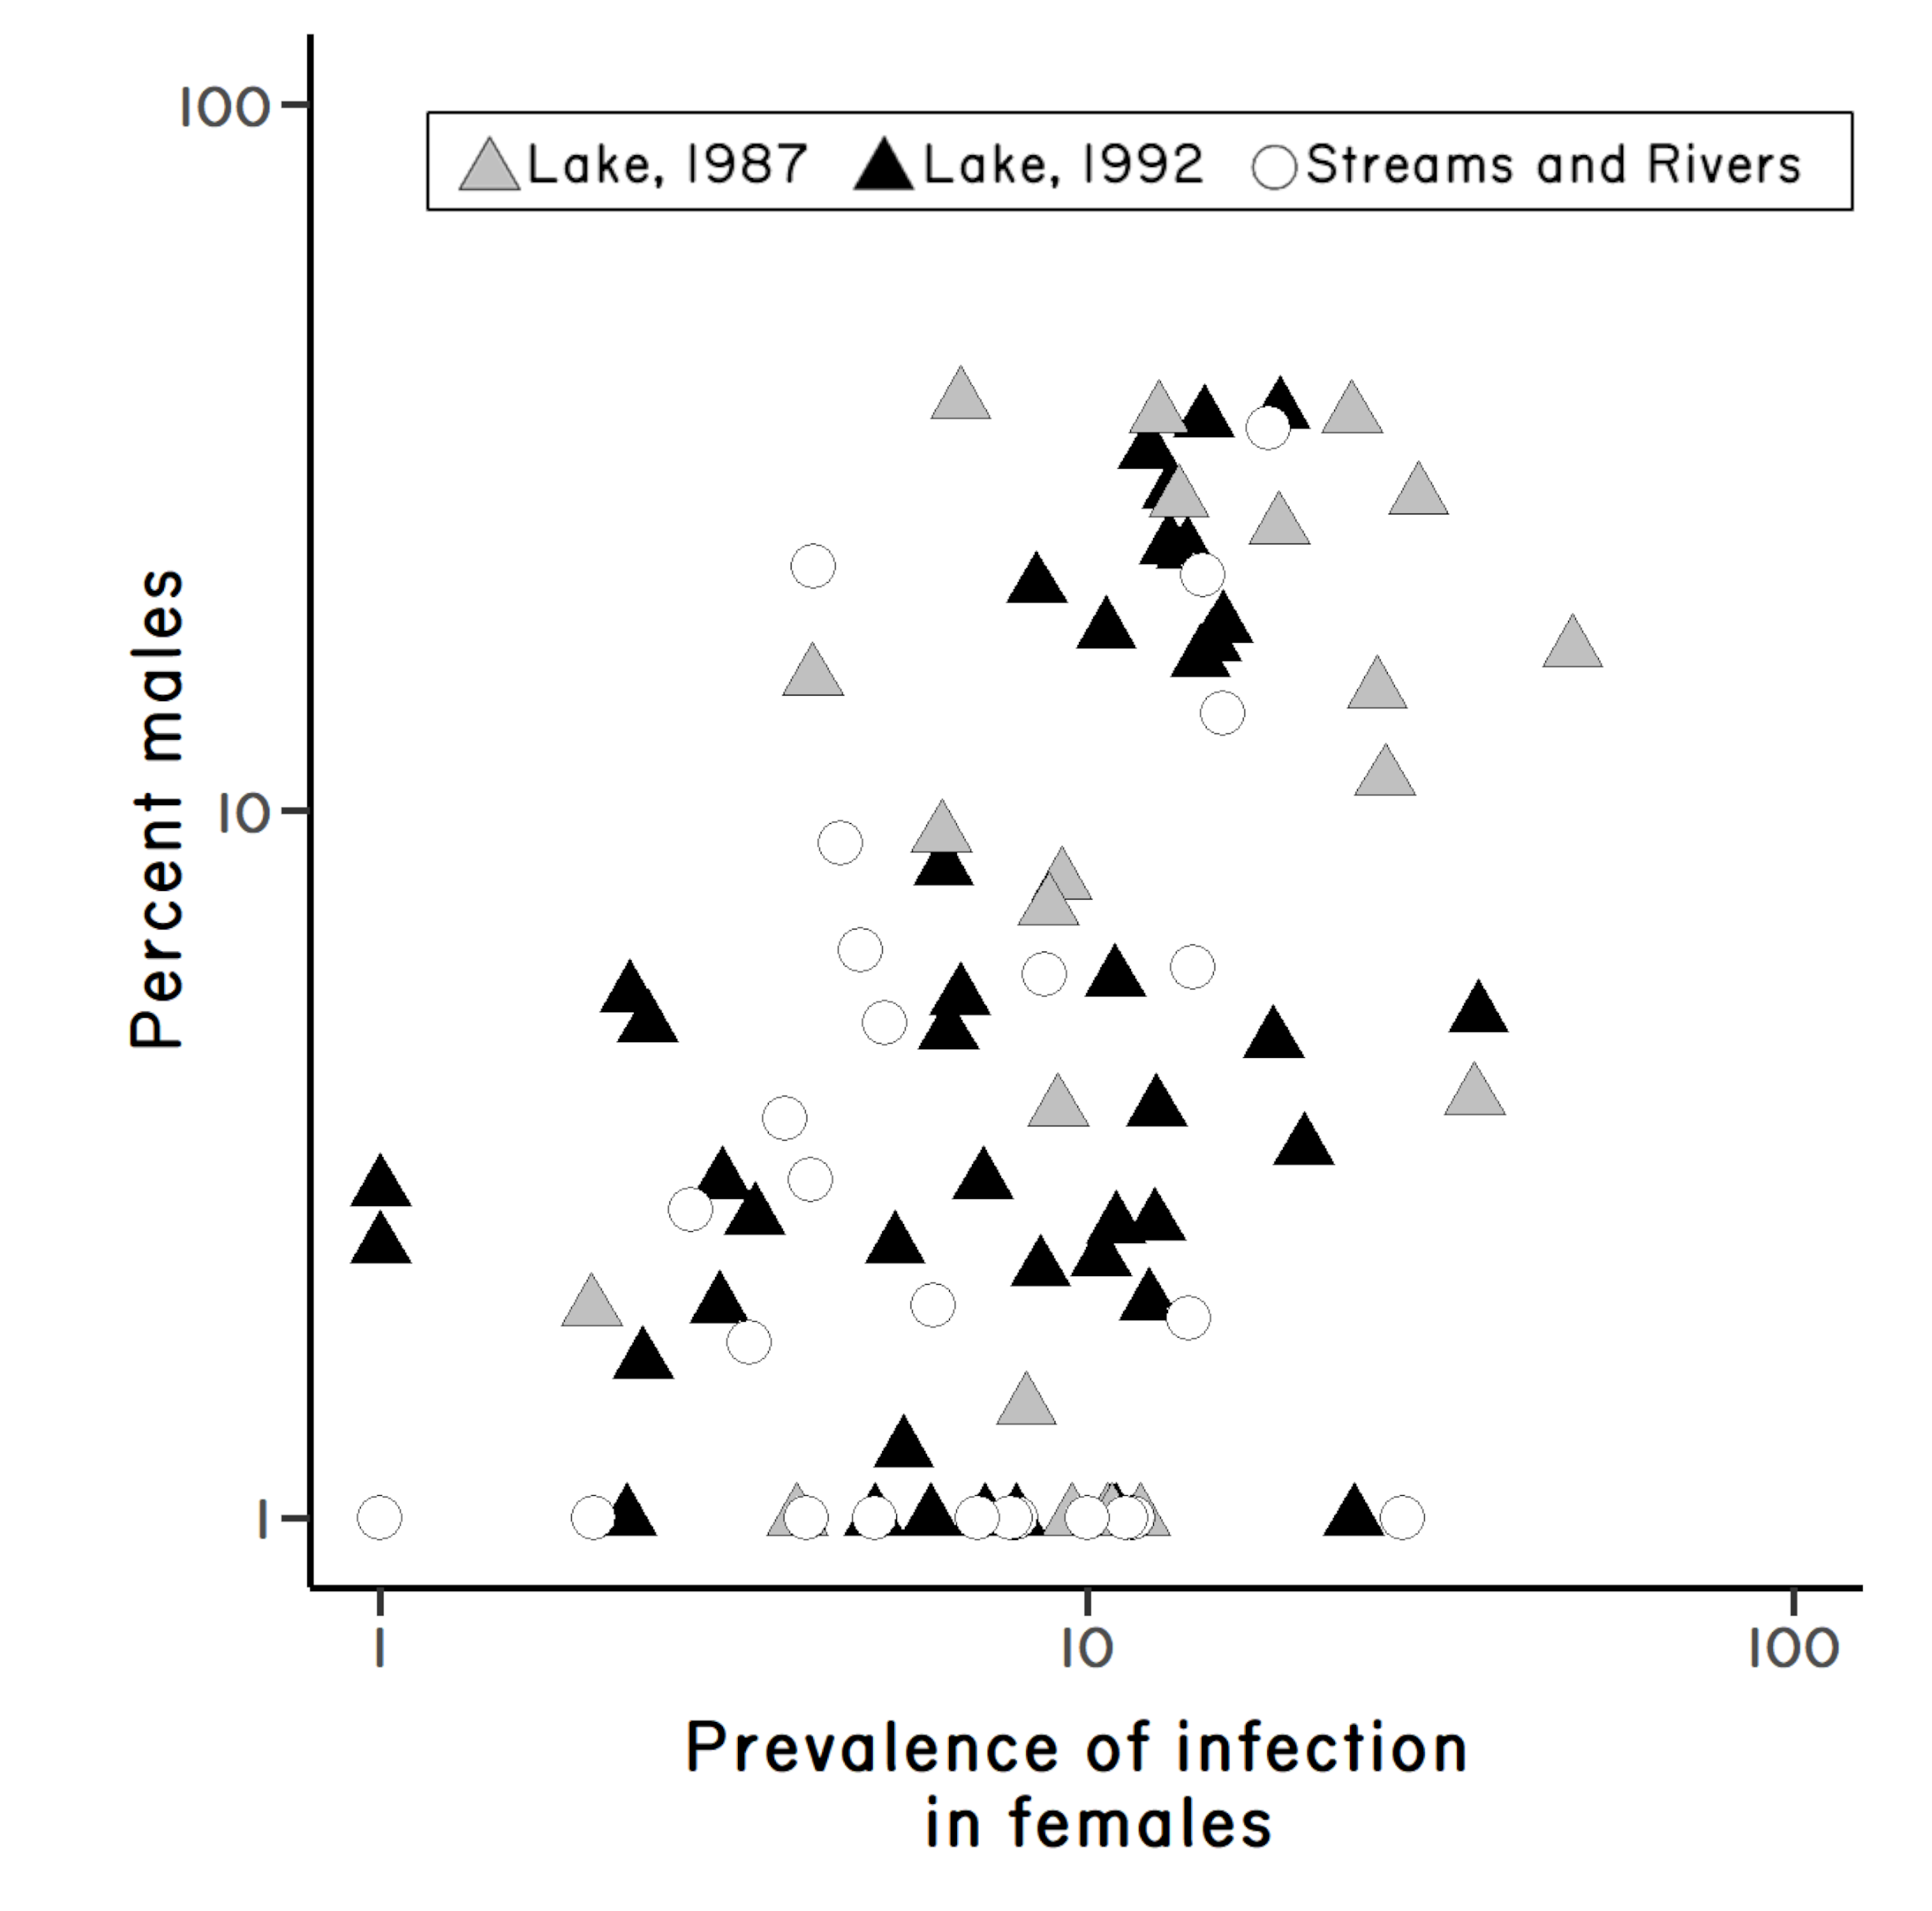 100
Lake, 1987 Lake, 1992 Streams and Rivers
Percent males
10
1
1 10 100
Prevalence of infection
in females